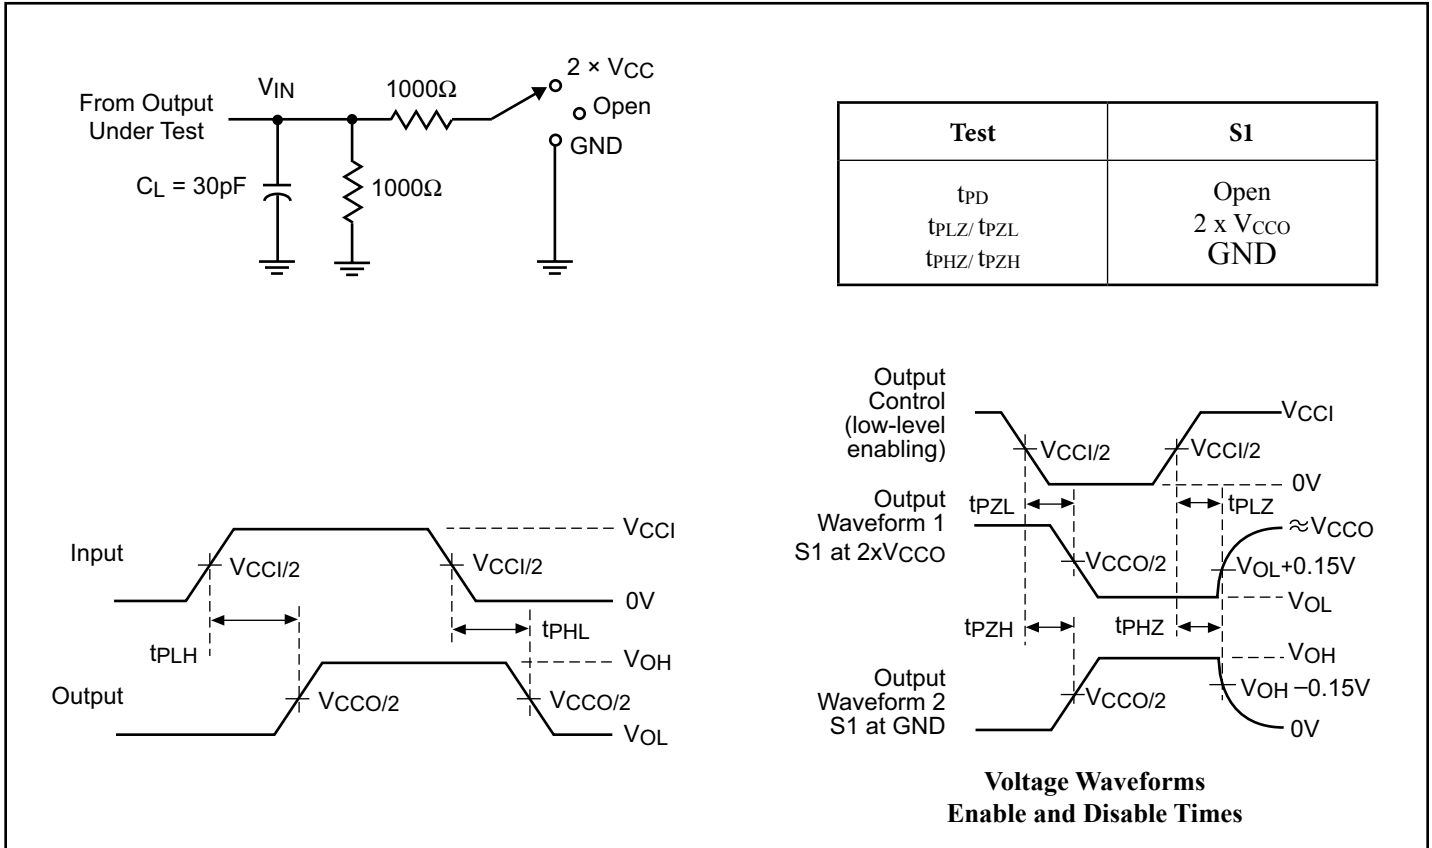 From Output
Under Test
VIN
1000Ω
2 × VCC
Open
GND
CL = 30pF
1000Ω
Test S1
tPD Open
tPLZ/ tPZL 2 x VCCO
tPHZ/ tPZH GND
Input
VCCI/2
VCCI/2
VCCI
0V
tPLH
tPHL
Output
VCCO/2
VCCO/2
VOH
VOL
Output
Control
(low-level
enabling)
VCCI/2
VCCI/2
VCCI
0V
tPZL
tPLZ
Output
Waveform 1
S1 at 2xVCCO
VCCO/2
≈VCCO
VOL+0.15V
VOL
tPZH
tPHZ
Output
Waveform 2
S1 at GND
VCCO/2
VOH
VOH −0.15V
0V
Voltage Waveforms
Enable and Disable Times